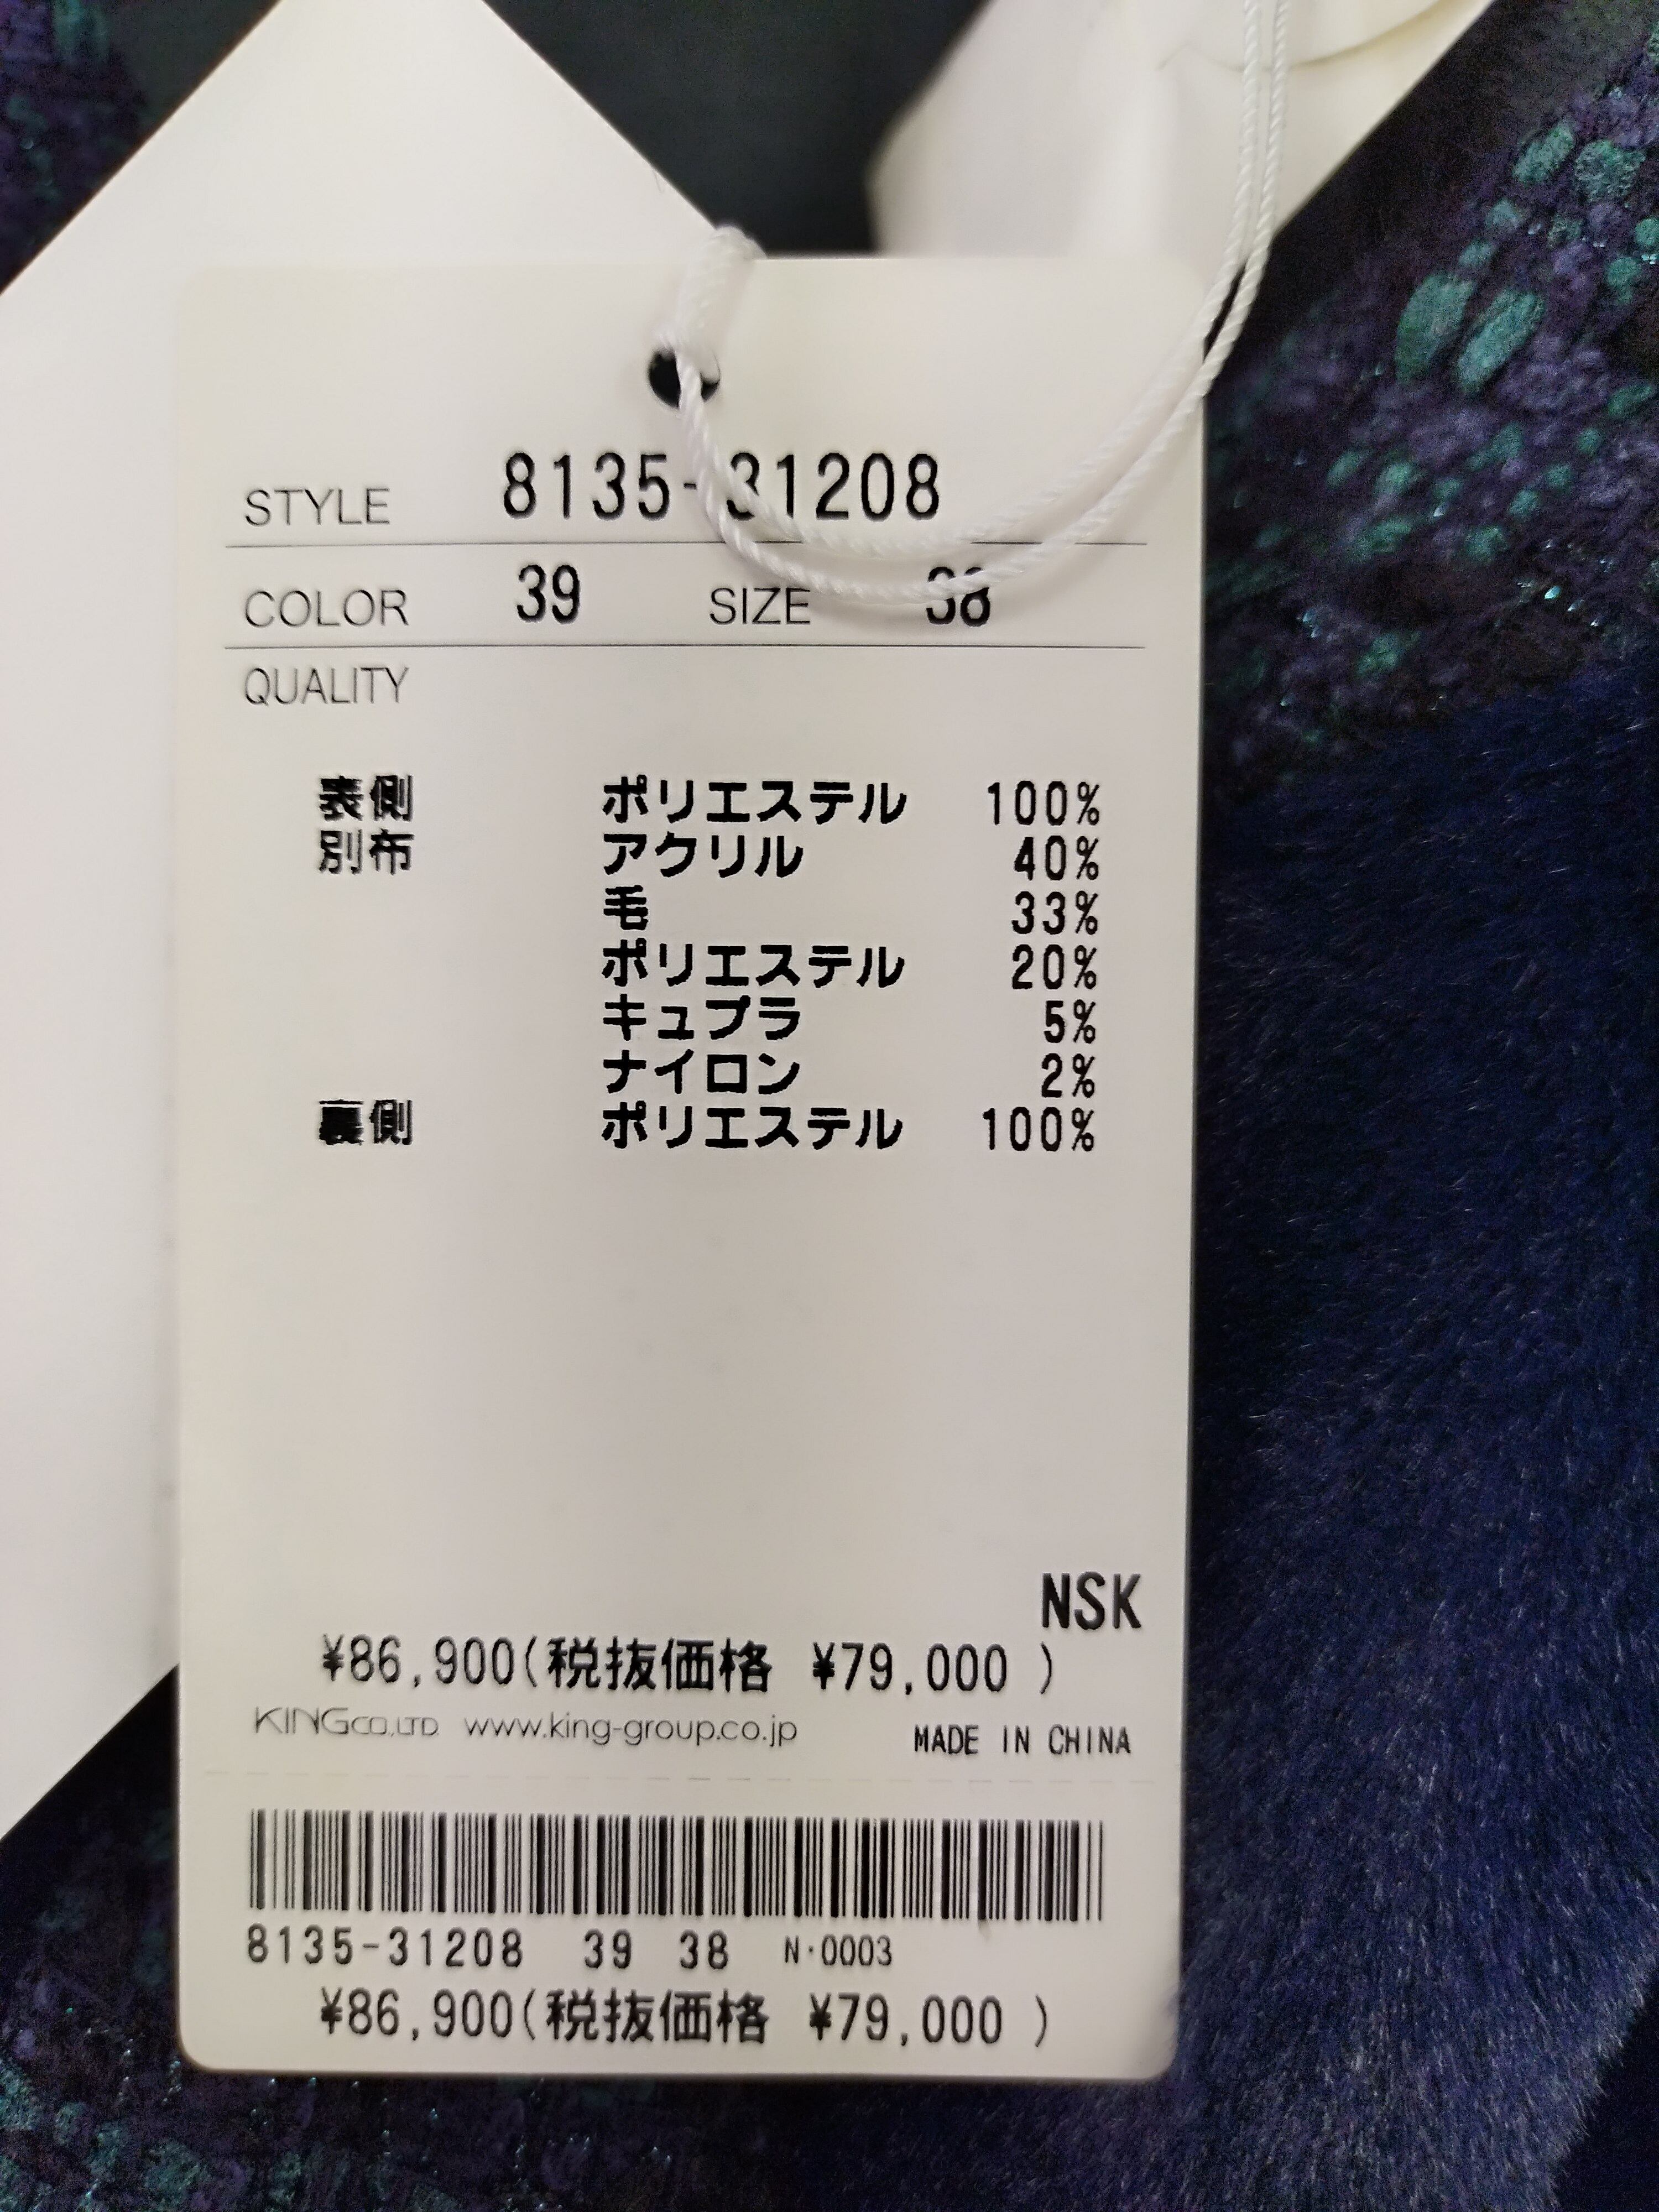 STYLE 8135-31208
COLOR 39 SIZE 38
QUALITY
表側 ポリエステル 100%
別布 アクリル 40%
毛 33%
ポリエステル 20%
キュプラ 5%
ナイロン 2%
裏側 ポリエステル 100%
NSK
¥86,900(税抜価格 ¥79,000 )
KING CO.,LTD www.king-group.co.jp MADE IN CHINA
8135-31208 39 38 N·0003
¥86,900(税抜価格 ¥79,000 )